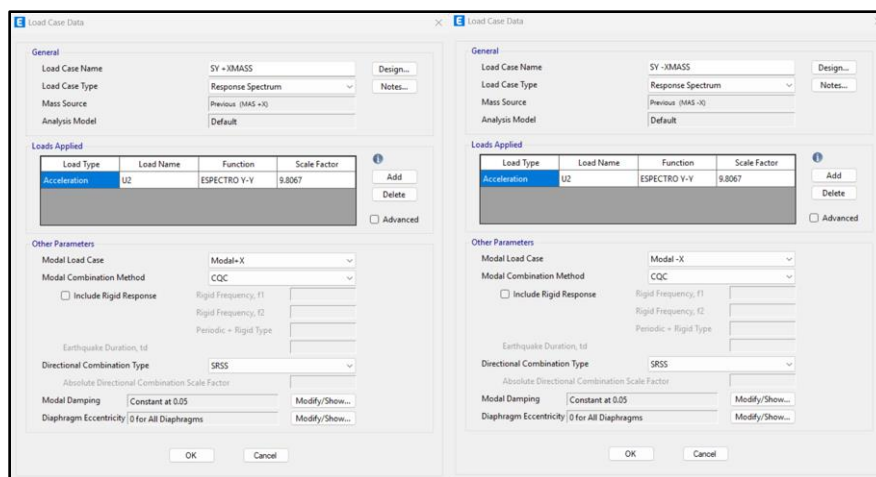 Load Case Data
General
Load Case Name SY +XMASS Design...
Load Case Type Response Spectrum Notes...
Mass Source Previous (MAS +X)
Analysis Model Default
Loads Applied
Load Type Load Name Function Scale Factor
Acceleration U2 ESPECTRO Y-Y 9.8067
Add
Delete
Advanced
Other Parameters
Modal Load Case Modal+X
Modal Combination Method CQC
Include Rigid Response Rigid Frequency, f1
Rigid Frequency, f2
Periodic + Rigid Type
Earthquake Duration, td
Directional Combination Type SRSS
Absolute Directional Combination Scale Factor
Modal Damping Constant at 0.05 Modify/Show...
Diaphragm Eccentricity 0 for All Diaphragms Modify/Show...
OK Cancel
Load Case Data
General
Load Case Name SY -XMASS Design...
Load Case Type Response Spectrum Notes...
Mass Source Previous (MAS -X)
Analysis Model Default
Loads Applied
Load Type Load Name Function Scale Factor
Acceleration U2 ESPECTRO Y-Y 9.8067
Add
Delete
Advanced
Other Parameters
Modal Load Case Modal -X
Modal Combination Method CQC
Include Rigid Response Rigid Frequency, f1
Rigid Frequency, f2
Periodic + Rigid Type
Earthquake Duration, td
Directional Combination Type SRSS
Absolute Directional Combination Scale Factor
Modal Damping Constant at 0.05 Modify/Show...
Diaphragm Eccentricity 0 for All Diaphragms Modify/Show...
OK Cancel